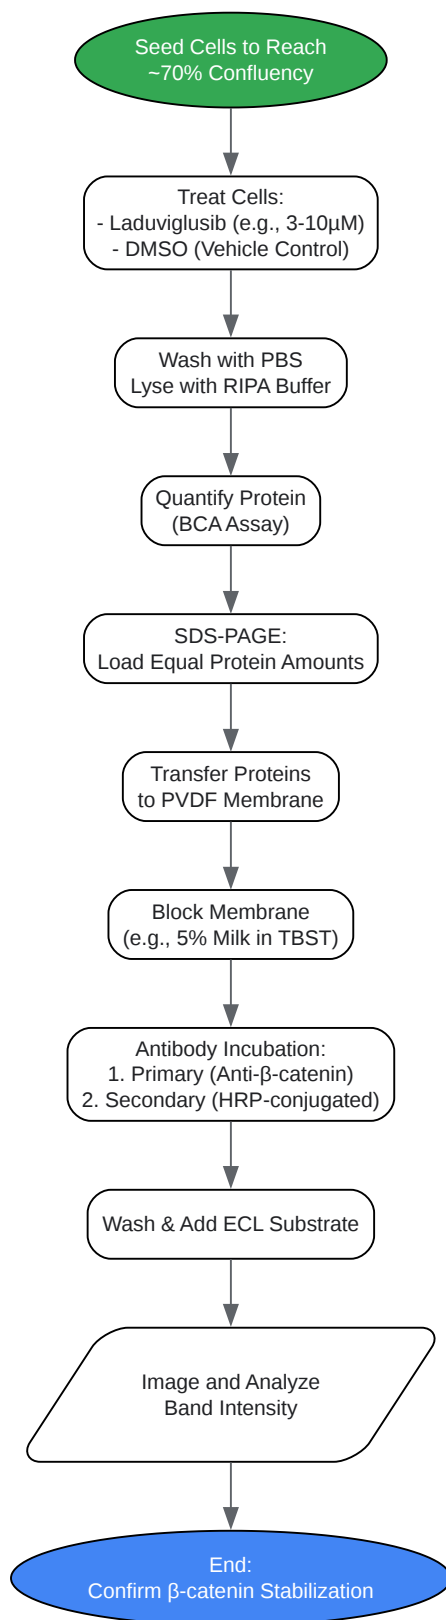 Seed Cells to Reach
~70% Confluency
Treat Cells:
- Laduviglusib (e.g., 3-10µM)
- DMSO (Vehicle Control)
Wash with PBS
Lyse with RIPA Buffer
Quantify Protein
(BCA Assay)
SDS-PAGE:
Load Equal Protein Amounts
Transfer Proteins
to PVDF Membrane
Block Membrane
(e.g., 5% Milk in TBST)
Antibody Incubation:
1. Primary (Anti-β-catenin)
2. Secondary (HRP-conjugated)
Wash & Add ECL Substrate
Image and Analyze
Band Intensity
End:
Confirm β-catenin Stabilization